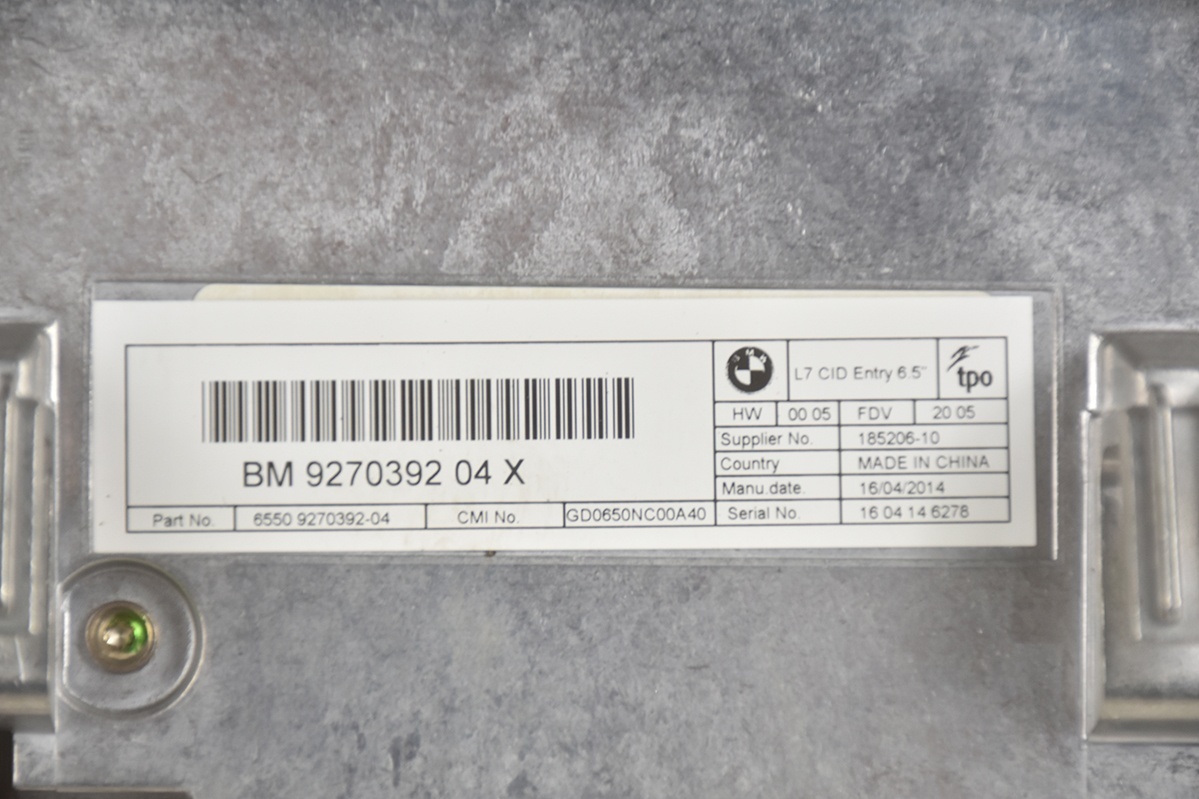 BMW
L7 CID Entry 6.5"
tpo
HW 00 05 FDV 20 05
Supplier No. 185206-10
Country MADE IN CHINA
Manu.date. 16/04/2014
Serial No. 16 04 14 6278
BM 9270392 04 X
Part No. 6550 9270392-04 CMI No. GD0650NC00A40